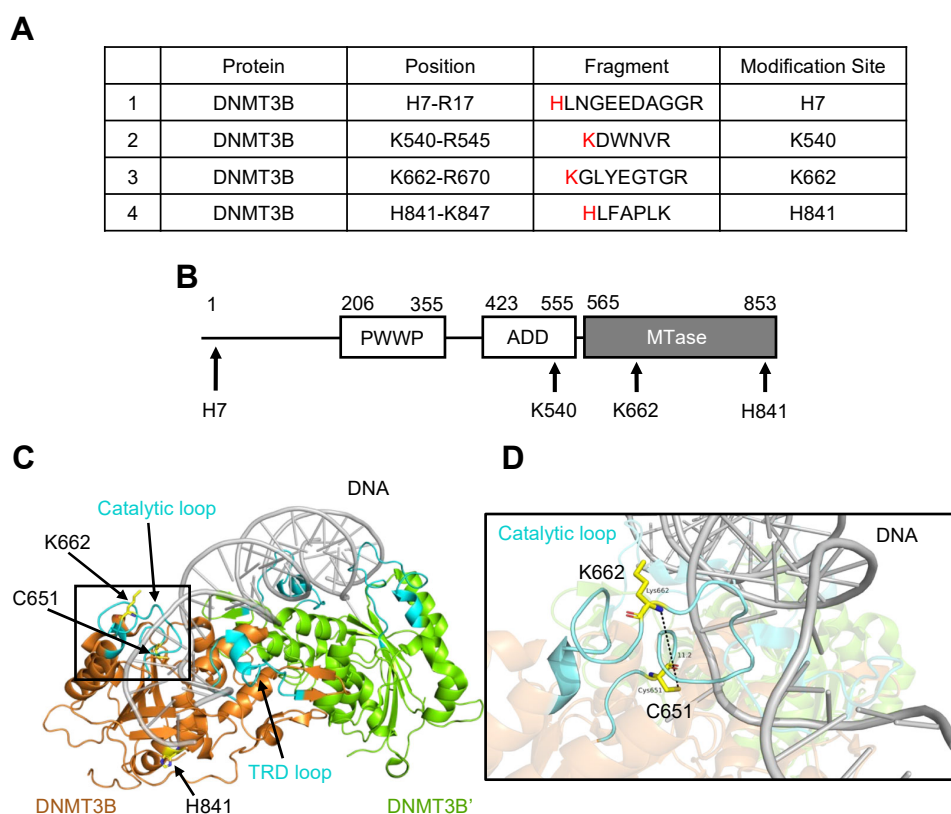 A
Protein Position Fragment Modification Site
1 DNMT3B H7-R17 HLNGEEDAGGR H7
2 DNMT3B K540-R545 KDWNVR K540
3 DNMT3B K662-R670 KGLYEGTGR K662
4 DNMT3B H841-K847 HLFAPLK H841
B
1 206 355 423 555 565 853
PWWP ADD MTase
H7 K540 K662 H841
C
DNA
Catalytic loop
K662
C651
TRD loop
DNMT3B H841 DNMT3B'
D
Catalytic loop DNA
K662
Lys662
11.2
Cys651
C651